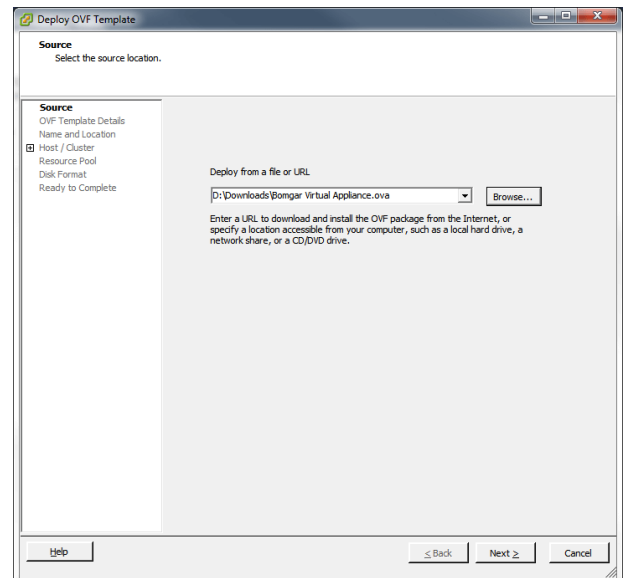 Deploy OVF Template
Source
Select the source location.
Source
OVF Template Details
Name and Location
Host / Cluster
Resource Pool
Disk Format
Ready to Complete
Deploy from a file or URL
D:\Downloads\Bomgar Virtual Appliance.ova
Browse...
Enter a URL to download and install the OVF package from the Internet, or
specify a location accessible from your computer, such as a local hard drive, a
network share, or a CD/DVD drive.
Help
< Back
Next >
Cancel